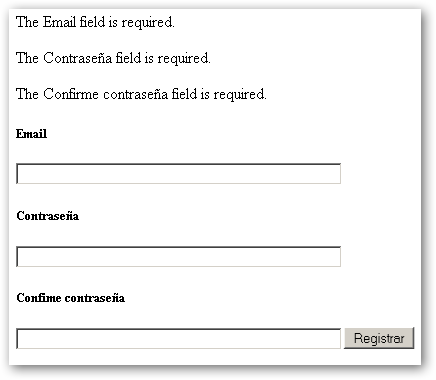 The Email field is required.
The Contraseña field is required.
The Confirme contraseña field is required.
Email
Contraseña
Confime contraseña
Registrar